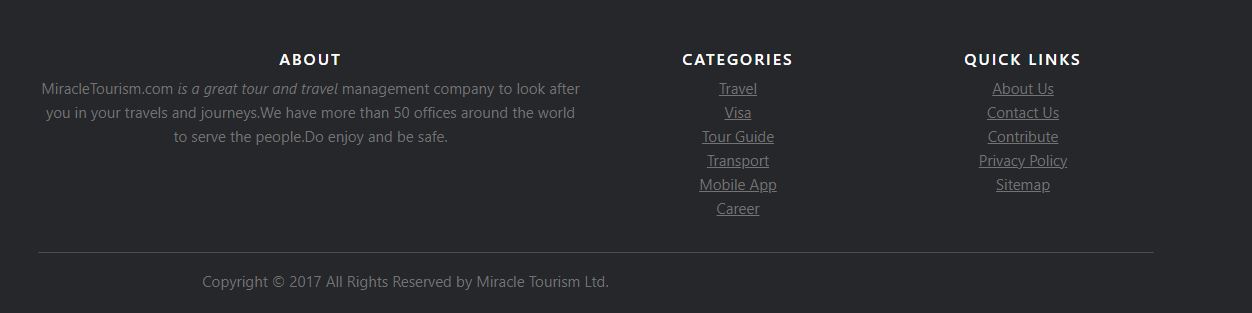 ABOUT
MiracleTourism.com is a great tour and travel management company to look after
you in your travels and journeys.We have more than 50 offices around the world
to serve the people.Do enjoy and be safe.
CATEGORIES
Travel
Visa
Tour Guide
Transport
Mobile App
Career
QUICK LINKS
About Us
Contact Us
Contribute
Privacy Policy
Sitemap
Copyright © 2017 All Rights Reserved by Miracle Tourism Ltd.